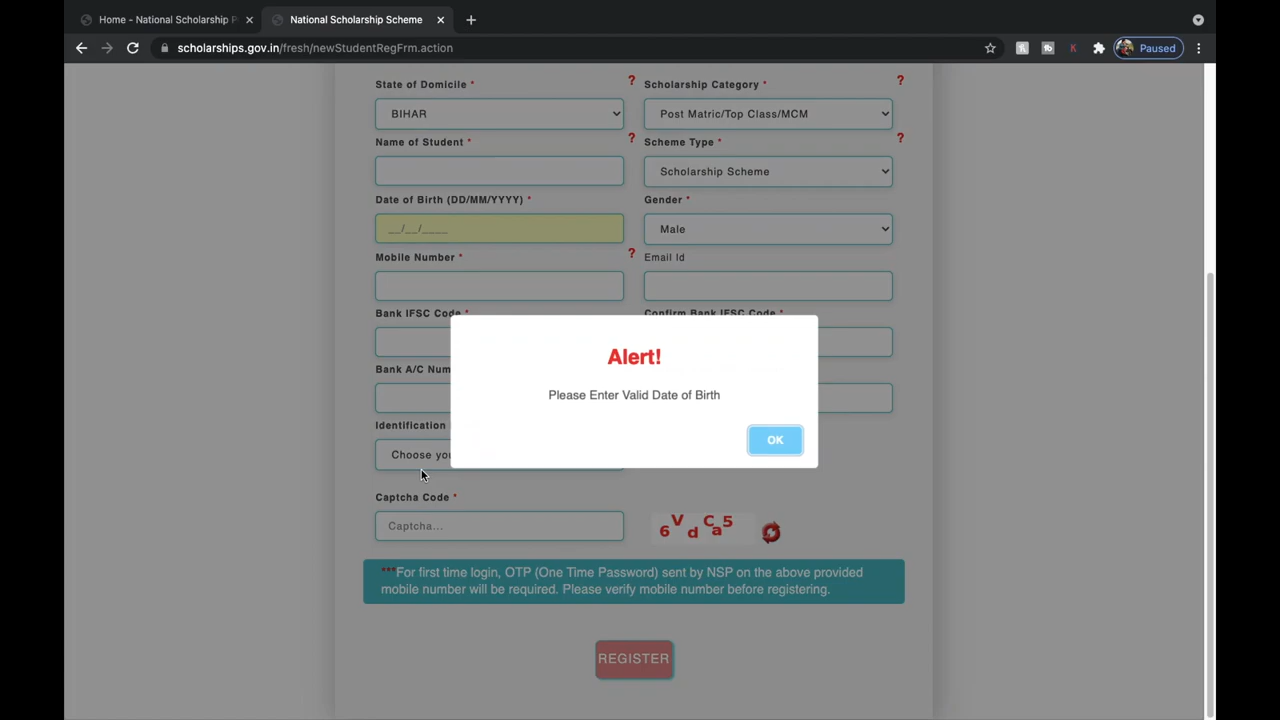 Home - National Scholarship P
National Scholarship Scheme
scholarships.gov.in/fresh/newStudentRegFrm.action
K
Paused
State of Domicile * ?
Scholarship Category * ?
BIHAR
Post Matric/Top Class/MCM
Name of Student * ?
Scheme Type * ?
Scholarship Scheme
Date of Birth (DD/MM/YYYY) *
Gender *
__/__/____
Male
Mobile Number * ?
Email Id
Bank IFSC Code *
Confirm Bank IFSC Code *
Alert!
Bank A/C Num
Please Enter Valid Date of Birth
Identification
OK
Choose yo
Captcha Code *
Captcha...
6VdCa5
***For first time login, OTP (One Time Password) sent by NSP on the above provided
mobile number will be required. Please verify mobile number before registering.
REGISTER